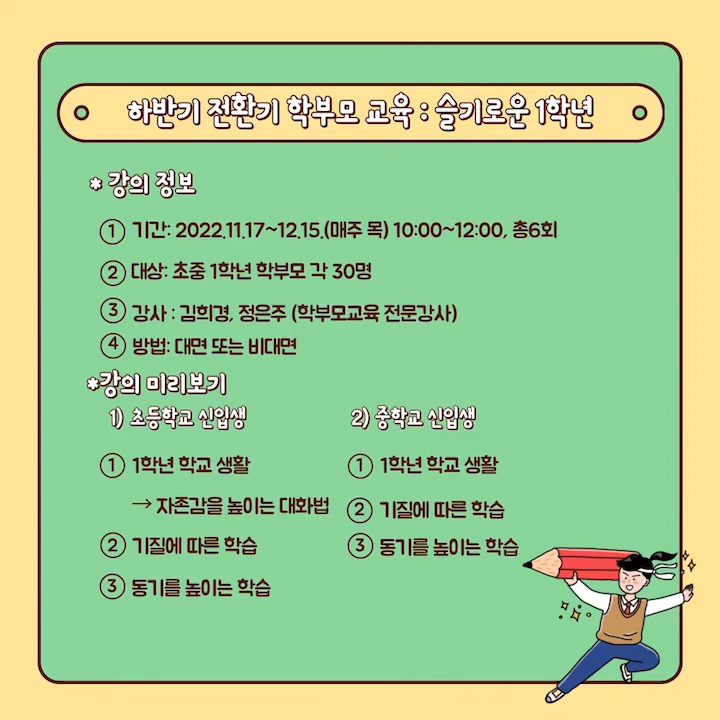 하반기 전환기 학부모 교육 : 슬기로운 1학년
* 강의 정보
① 기간: 2022.11.17~12.15.(매주 목) 10:00~12:00, 총6회
② 대상: 초중 1학년 학부모 각 30명
③ 강사 : 김희경, 정은주 (학부모교육 전문강사)
④ 방법: 대면 또는 비대면
*강의 미리보기
1) 초등학교 신입생
① 1학년 학교 생활
→ 자존감을 높이는 대화법
② 기질에 따른 학습
③ 동기를 높이는 학습
2) 중학교 신입생
① 1학년 학교 생활
② 기질에 따른 학습
③ 동기를 높이는 학습